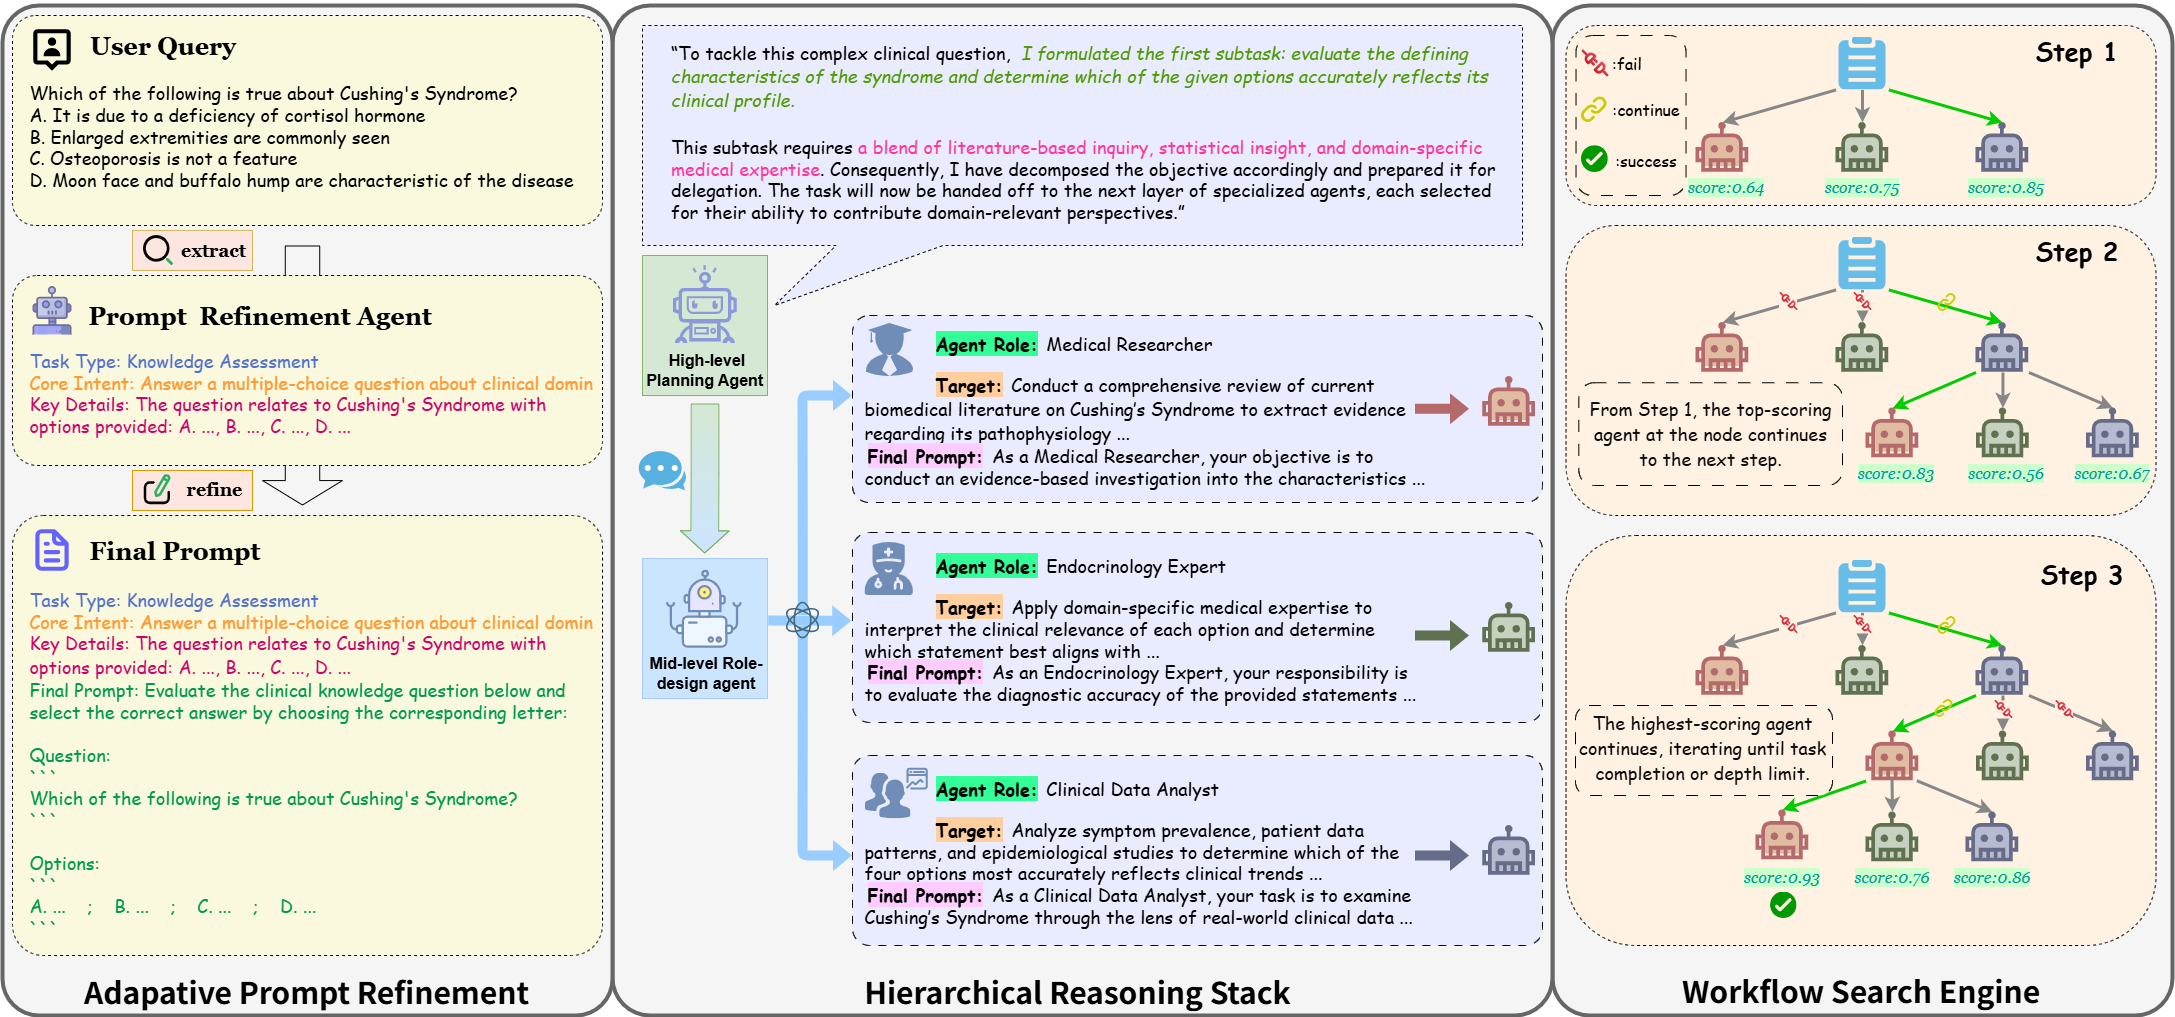 User Query
Which of the following is true about Cushing's Syndrome?
A. It is due to a deficiency of cortisol hormone
B. Enlarged extremities are commonly seen
C. Osteoporosis is not a feature
D. Moon face and buffalo hump are characteristic of the disease
extract
Prompt Refinement Agent
Task Type: Knowledge Assessment
Core Intent: Answer a multiple-choice question about clinical domin
Key Details: The question relates to Cushing's Syndrome with
options provided: A. ..., B. ..., C. ..., D. ...
refine
Final Prompt
Task Type: Knowledge Assessment
Core Intent: Answer a multiple-choice question about clinical domin
Key Details: The question relates to Cushing's Syndrome with
options provided: A. ..., B. ..., C. ..., D. ...
Final Prompt: Evaluate the clinical knowledge question below and
select the correct answer by choosing the corresponding letter:
Question:
```
Which of the following is true about Cushing's Syndrome?
```
Options:
```
A. ... ; B. ... ; C. ... ; D. ...
```
Adapative Prompt Refinement
“To tackle this complex clinical question, I formulated the first subtask: evaluate the defining
characteristics of the syndrome and determine which of the given options accurately reflects its
clinical profile.
This subtask requires a blend of literature-based inquiry, statistical insight, and domain-specific
medical expertise. Consequently, I have decomposed the objective accordingly and prepared it for
delegation. The task will now be handed off to the next layer of specialized agents, each selected
for their ability to contribute domain-relevant perspectives.”
High-level
Planning Agent
Mid-level Role-
design agent
Agent Role: Medical Researcher
Target: Conduct a comprehensive review of current
biomedical literature on Cushing’s Syndrome to extract evidence
regarding its pathophysiology ...
Final Prompt: As a Medical Researcher, your objective is to
conduct an evidence-based investigation into the characteristics ...
Agent Role: Endocrinology Expert
Target: Apply domain-specific medical expertise to
interpret the clinical relevance of each option and determine
which statement best aligns with ...
Final Prompt: As an Endocrinology Expert, your responsibility is
to evaluate the diagnostic accuracy of the provided statements ...
Agent Role: Clinical Data Analyst
Target: Analyze symptom prevalence, patient data
patterns, and epidemiological studies to determine which of the
four options most accurately reflects clinical trends ...
Final Prompt: As a Clinical Data Analyst, your task is to examine
Cushing’s Syndrome through the lens of real-world clinical data ...
Hierarchical Reasoning Stack
Step 1
:fail
:continue
:success
score:0.64
score:0.75
score:0.85
Step 2
From Step 1, the top-scoring
agent at the node continues
to the next step.
score:0.83
score:0.56
score:0.67
Step 3
The highest-scoring agent
continues, iterating until task
completion or depth limit.
score:0.93
score:0.76
score:0.86
Workflow Search Engine